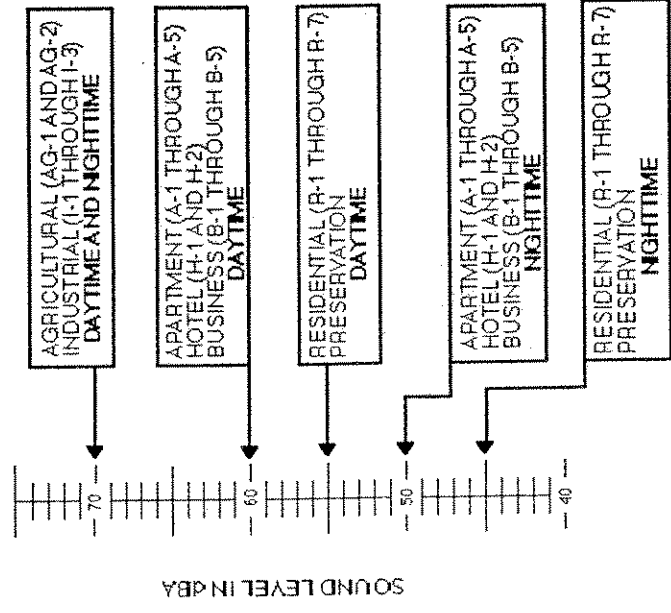 AGRICULTURAL (AG-1 AND AG-2)
INDUSTRIAL (I-1 THROUGH I-3)
DAYTIME AND NIGHTTIME
APARTMENT (A-1 THROUGH A-5)
HOTEL (H-1 AND H-2)
BUSINESS (B-1 THROUGH B-5)
DAYTIME
RESIDENTIAL (R-1 THROUGH R-7)
PRESERVATION
DAYTIME
APARTMENT (A-1 THROUGH A-5)
HOTEL (H-1 AND H-2)
BUSINESS (B-1 THROUGH B-5)
NIGHTTIME
RESIDENTIAL (R-1 THROUGH R-7)
PRESERVATION
NIGHTTIME
70
60
50
40
SOUND LEVEL IN dBA